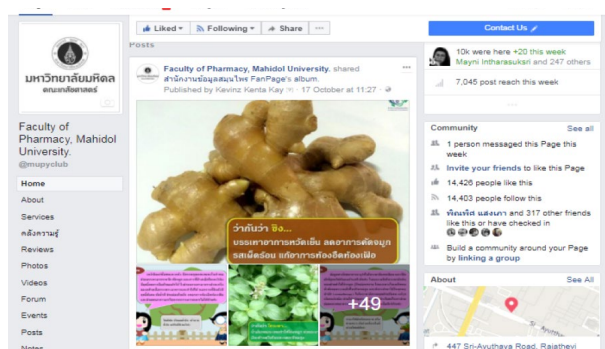 Liked
Following
Share
Contact Us
Posts
มหาวิทยาลัยมหิดล
คณะเภสัชศาสตร์
Faculty of
Pharmacy, Mahidol
University.
@mupyclub
Home
About
Services
คลังความรู้
Reviews
Photos
Videos
Forum
Events
Posts
Notes
Faculty of Pharmacy, Mahidol University. shared
สำนักงานข้อมูลสมุนไพร FanPage's album.
Published by Kevinz Kenta Kay · 17 October at 11:27 ·
ว่ากันว่า ขิง...
บรรเทาอาการหวัดเย็น ลดอาการคัดจมูก
รสเผ็ดร้อน แก้อาการท้องอืดท้องเฟ้อ
+49
10k were here +20 this week
Mayni Intharasuksri and 247 others
7,045 post reach this week
Community
See all
1 person messaged this Page this
week
Invite your friends to like this Page
14,426 people like this
14,403 people follow this
and 317 other friends
like this or have checked in
Build a community around your Page
by linking a group
About
See All
447 Sri-Ayuthaya Road, Rajathevi